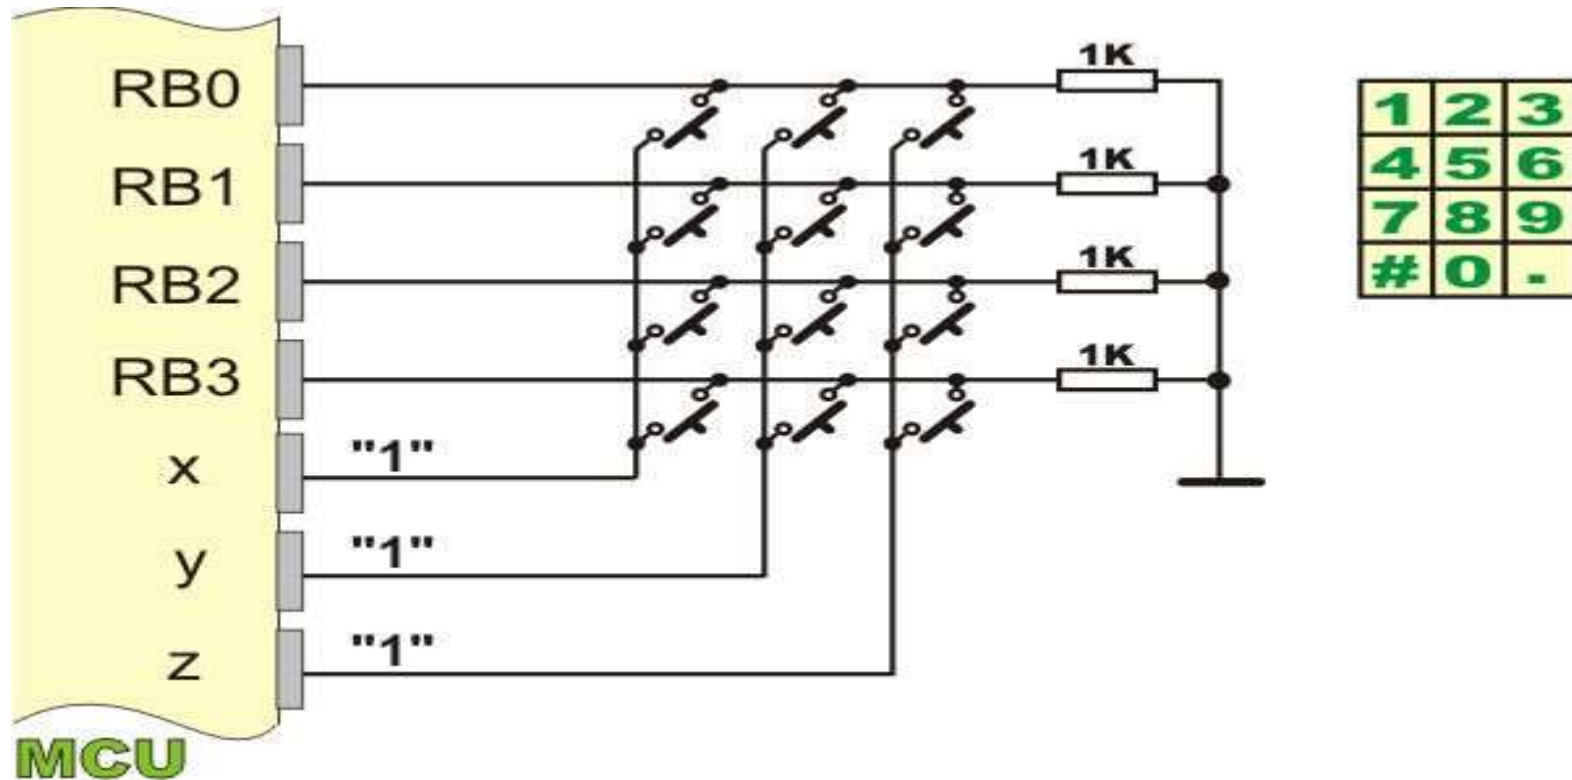 RB0
1K
RB1
1K
RB2
1K
RB3
1K
x "1"
y "1"
z "1"
MCU
1 2 3
4 5 6
7 8 9
# 0 .